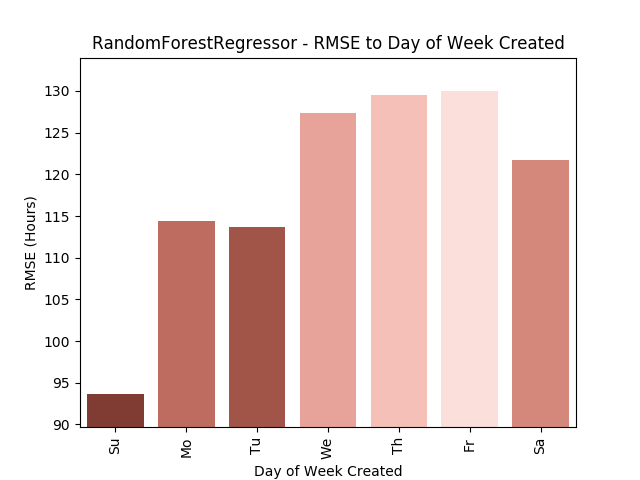 RandomForestRegressor - RMSE to Day of Week Created
RMSE (Hours)
130
125
120
115
110
105
100
95
90
Su
Mo
Tu
We
Th
Fr
Sa
Day of Week Created